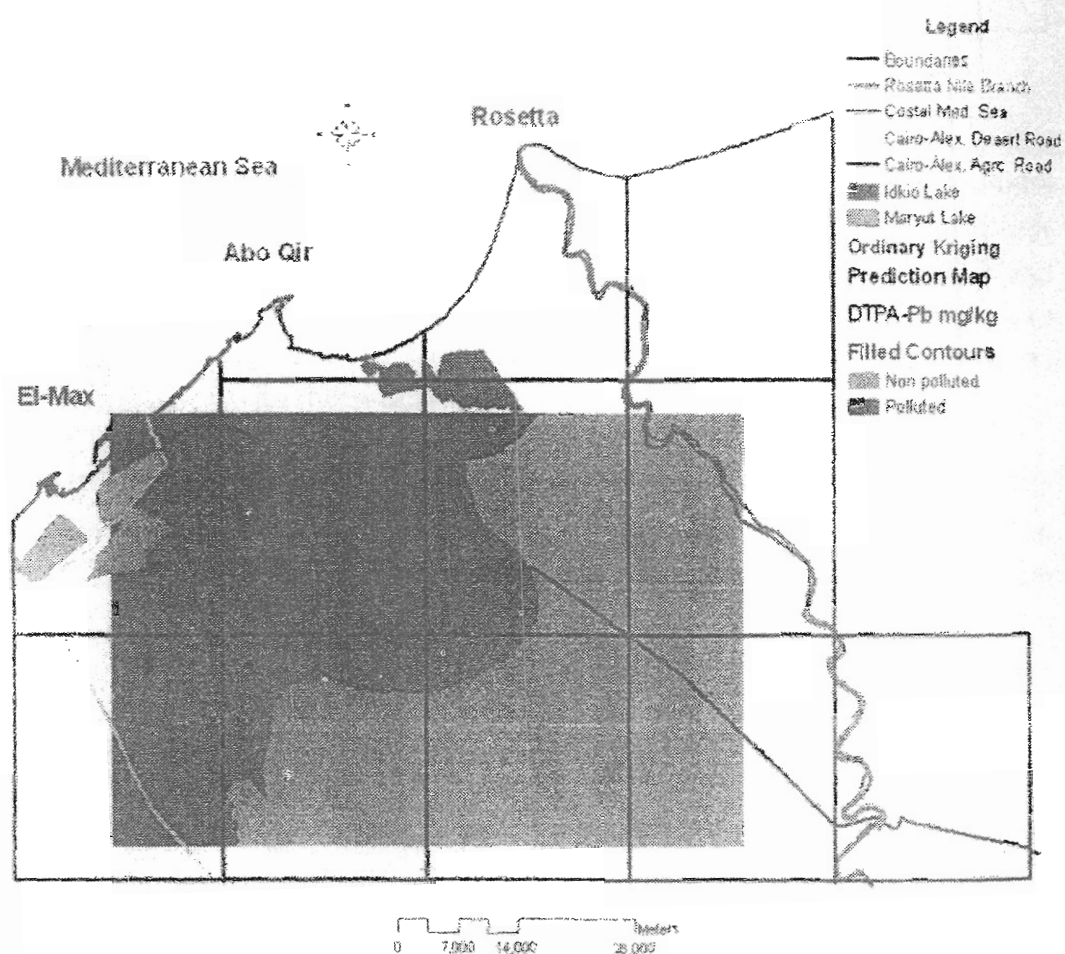 Legend
Boundaries
Rosetta Nile Branch
Costal Med. Sea
Cairo-Alex. Desert Road
Cairo-Alex. Agrc. Road
Idkio Lake
Maryut Lake
Ordinary Kriging
Prediction Map
DTPA-Pb mg/kg
Filled Contours
Non polluted
Polluted
Rosetta
Mediterranean Sea
Abo Qir
El-Max
Meters
0 7,000 14,000 28,000